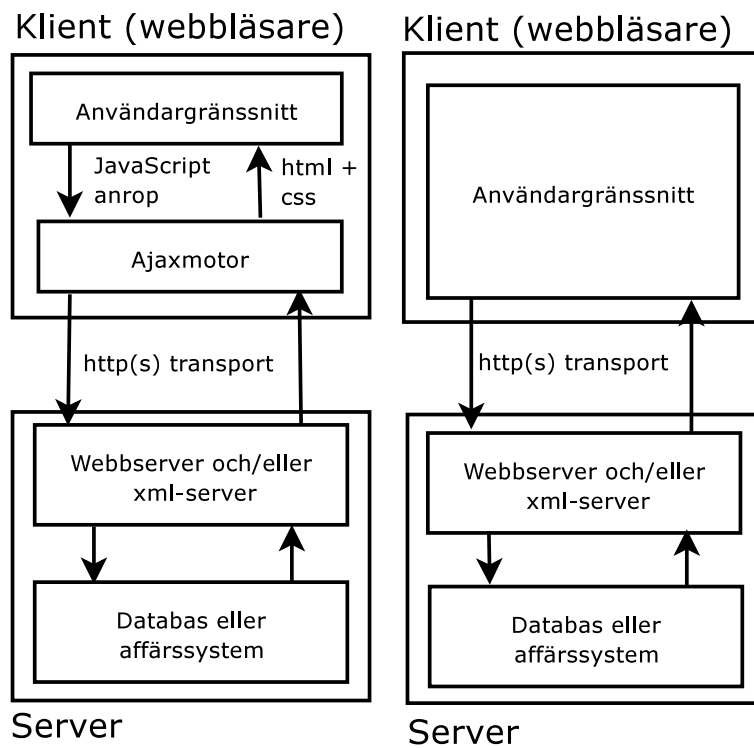 Klient (webbläsare)
Användargränssnitt
JavaScript
anrop
html +
css
Ajaxmotor
http(s) transport
Webbserver och/eller
xml-server
Databas eller
affärssystem
Server
Klient (webbläsare)
Användargränssnitt
http(s) transport
Webbserver och/eller
xml-server
Databas eller
affärssystem
Server